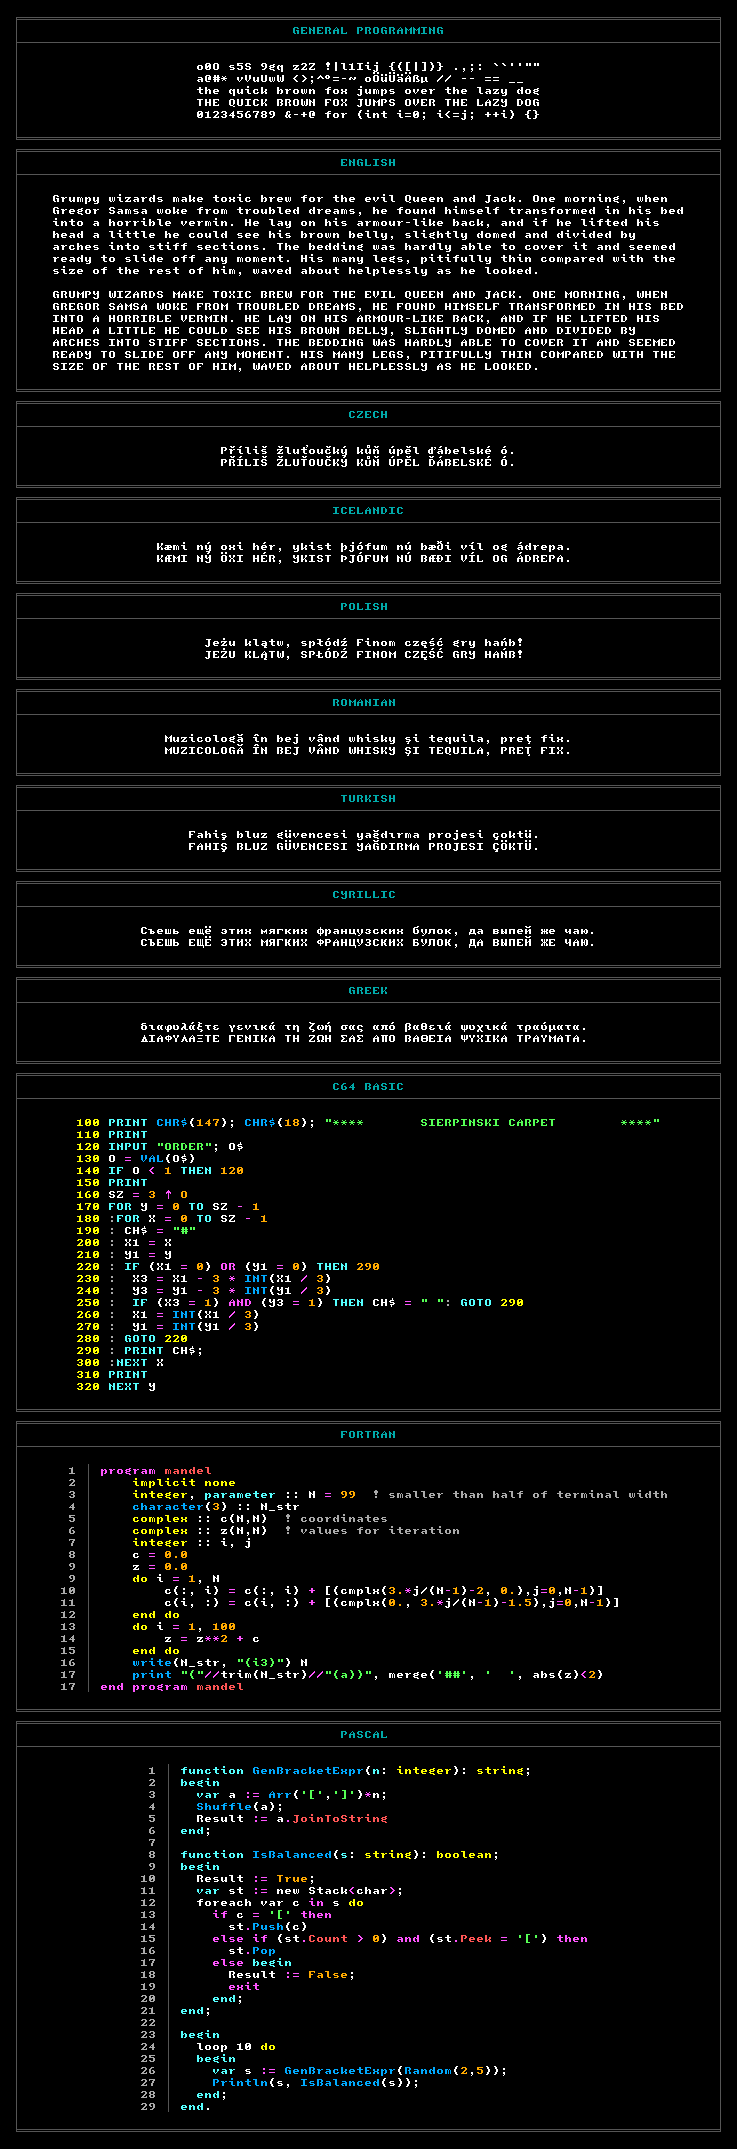 GENERAL PROGRAMMING
o0O s5S 9gq z2Z !|l1Iij {([|])} .,;: ``''""
a@#* vVuUwW <>;^°=-~ oÖüÜäÄßµ // -- == __
the quick brown fox jumps over the lazy dog
THE QUICK BROWN FOX JUMPS OVER THE LAZY DOG
0123456789 &-+@ for (int i=0; i<=j; ++i) {}
ENGLISH
Grumpy wizards make toxic brew for the evil Queen and Jack. One morning, when
Gregor Samsa woke from troubled dreams, he found himself transformed in his bed
into a horrible vermin. He lay on his armour-like back, and if he lifted his
head a little he could see his brown belly, slightly domed and divided by
arches into stiff sections. The bedding was hardly able to cover it and seemed
ready to slide off any moment. His many legs, pitifully thin compared with the
size of the rest of him, waved about helplessly as he looked.
GRUMPY WIZARDS MAKE TOXIC BREW FOR THE EVIL QUEEN AND JACK. ONE MORNING, WHEN
GREGOR SAMSA WOKE FROM TROUBLED DREAMS, HE FOUND HIMSELF TRANSFORMED IN HIS BED
INTO A HORRIBLE VERMIN. HE LAY ON HIS ARMOUR-LIKE BACK, AND IF HE LIFTED HIS
HEAD A LITTLE HE COULD SEE HIS BROWN BELLY, SLIGHTLY DOMED AND DIVIDED BY
ARCHES INTO STIFF SECTIONS. THE BEDDING WAS HARDLY ABLE TO COVER IT AND SEEMED
READY TO SLIDE OFF ANY MOMENT. HIS MANY LEGS, PITIFULLY THIN COMPARED WITH THE
SIZE OF THE REST OF HIM, WAVED ABOUT HELPLESSLY AS HE LOOKED.
CZECH
Příliš žluťoučký kůň úpěl ďábelské ó.
PŘÍLIŠ ŽLUŤOUČKÝ KŮŇ ÚPĚL ĎÁBELSKÉ Ó.
ICELANDIC
Kæmi ný öxi hér, ykist þjófum nú bæði víl og ádrepa.
KÆMI NÝ ÖXI HÉR, YKIST ÞJÓFUM NÚ BÆÐI VÍL OG ÁDREPA.
POLISH
Jeżu klątw, spłódź Finom część gry hańb!
JEŻU KLĄTW, SPŁÓDŹ FINOM CZĘŚĆ GRY HAŃB!
ROMANIAN
Muzicologă în bej vând whisky și tequila, preț fix.
MUZICOLOGĂ ÎN BEJ VÂND WHISKY ȘI TEQUILA, PREȚ FIX.
TURKISH
Fahiş bluz güvencesi yağdırma projesi çöktü.
FAHIŞ BLUZ GÜVENCESI YAĞDIRMA PROJESI ÇÖKTÜ.
CYRILLIC
Съешь ещё этих мягких французских булок, да выпей же чаю.
СЪЕШЬ ЕЩЁ ЭТИХ МЯГКИХ ФРАНЦУЗСКИХ БУЛОК, ДА ВЫПЕЙ ЖЕ ЧАЮ.
GREEK
διαφυλάξτε γενικά τη ζωή σας από βαθειά ψυχικά τραύματα.
ΔΙΑΦΥΛΑΞΤΕ ΓΕΝΙΚΑ ΤΗ ΖΩΗ ΣΑΣ ΑΠΟ ΒΑΘΕΙΑ ΨΥΧΙΚΑ ΤΡΑΥΜΑΤΑ.
C64 BASIC
100 PRINT CHR$(147); CHR$(18); "****       SIERPINSKI CARPET        ****"
110 PRINT
120 INPUT "ORDER"; O$
130 O = VAL(O$)
140 IF O < 1 THEN 120
150 PRINT
160 SZ = 3 ↑ O
170 FOR Y = 0 TO SZ - 1
180 :FOR X = 0 TO SZ - 1
190 : CH$ = "#"
200 : X1 = X
210 : Y1 = Y
220 : IF (X1 = 0) OR (Y1 = 0) THEN 290
230 :  X3 = X1 - 3 * INT(X1 / 3)
240 :  Y3 = Y1 - 3 * INT(Y1 / 3)
250 :  IF (X3 = 1) AND (Y3 = 1) THEN CH$ = " ": GOTO 290
260 :  X1 = INT(X1 / 3)
270 :  Y1 = INT(Y1 / 3)
280 : GOTO 220
290 : PRINT CH$;
300 :NEXT X
310 PRINT
320 NEXT Y
FORTRAN
1 program mandel
2     implicit none
3     integer, parameter :: N = 99  ! smaller than half of terminal width
4     character(3) :: N_str
5     complex :: c(N,N)  ! coordinates
6     complex :: z(N,N)  ! values for iteration
7     integer :: i, j
8     c = 0.0
9     z = 0.0
9     do i = 1, N
10         c(:, i) = c(:, i) + [(cmplx(3.*j/(N-1)-2, 0.),j=0,N-1)]
11         c(i, :) = c(i, :) + [(cmplx(0., 3.*j/(N-1)-1.5),j=0,N-1)]
12     end do
13     do i = 1, 100
14         z = z**2 + c
15     end do
16     write(N_str, "(i3)") N
17     print "("//trim(N_str)//"(a))", merge('##', '  ', abs(z)<2)
17 end program mandel
PASCAL
1 function GenBracketExpr(n: integer): string;
2 begin
3   var a := Arr('[',']')*n;
4   Shuffle(a);
5   Result := a.JoinToString
6 end;
7
8 function IsBalanced(s: string): boolean;
9 begin
10   Result := True;
11   var st := new Stack<char>;
12   foreach var c in s do
13     if c = '[' then
14       st.Push(c)
15     else if (st.Count > 0) and (st.Peek = '[') then
16       st.Pop
17     else begin
18       Result := False;
19       exit
20     end;
21 end;
22
23 begin
24   loop 10 do
25   begin
26     var s := GenBracketExpr(Random(2,5));
27     Println(s, IsBalanced(s));
28   end;
29 end.